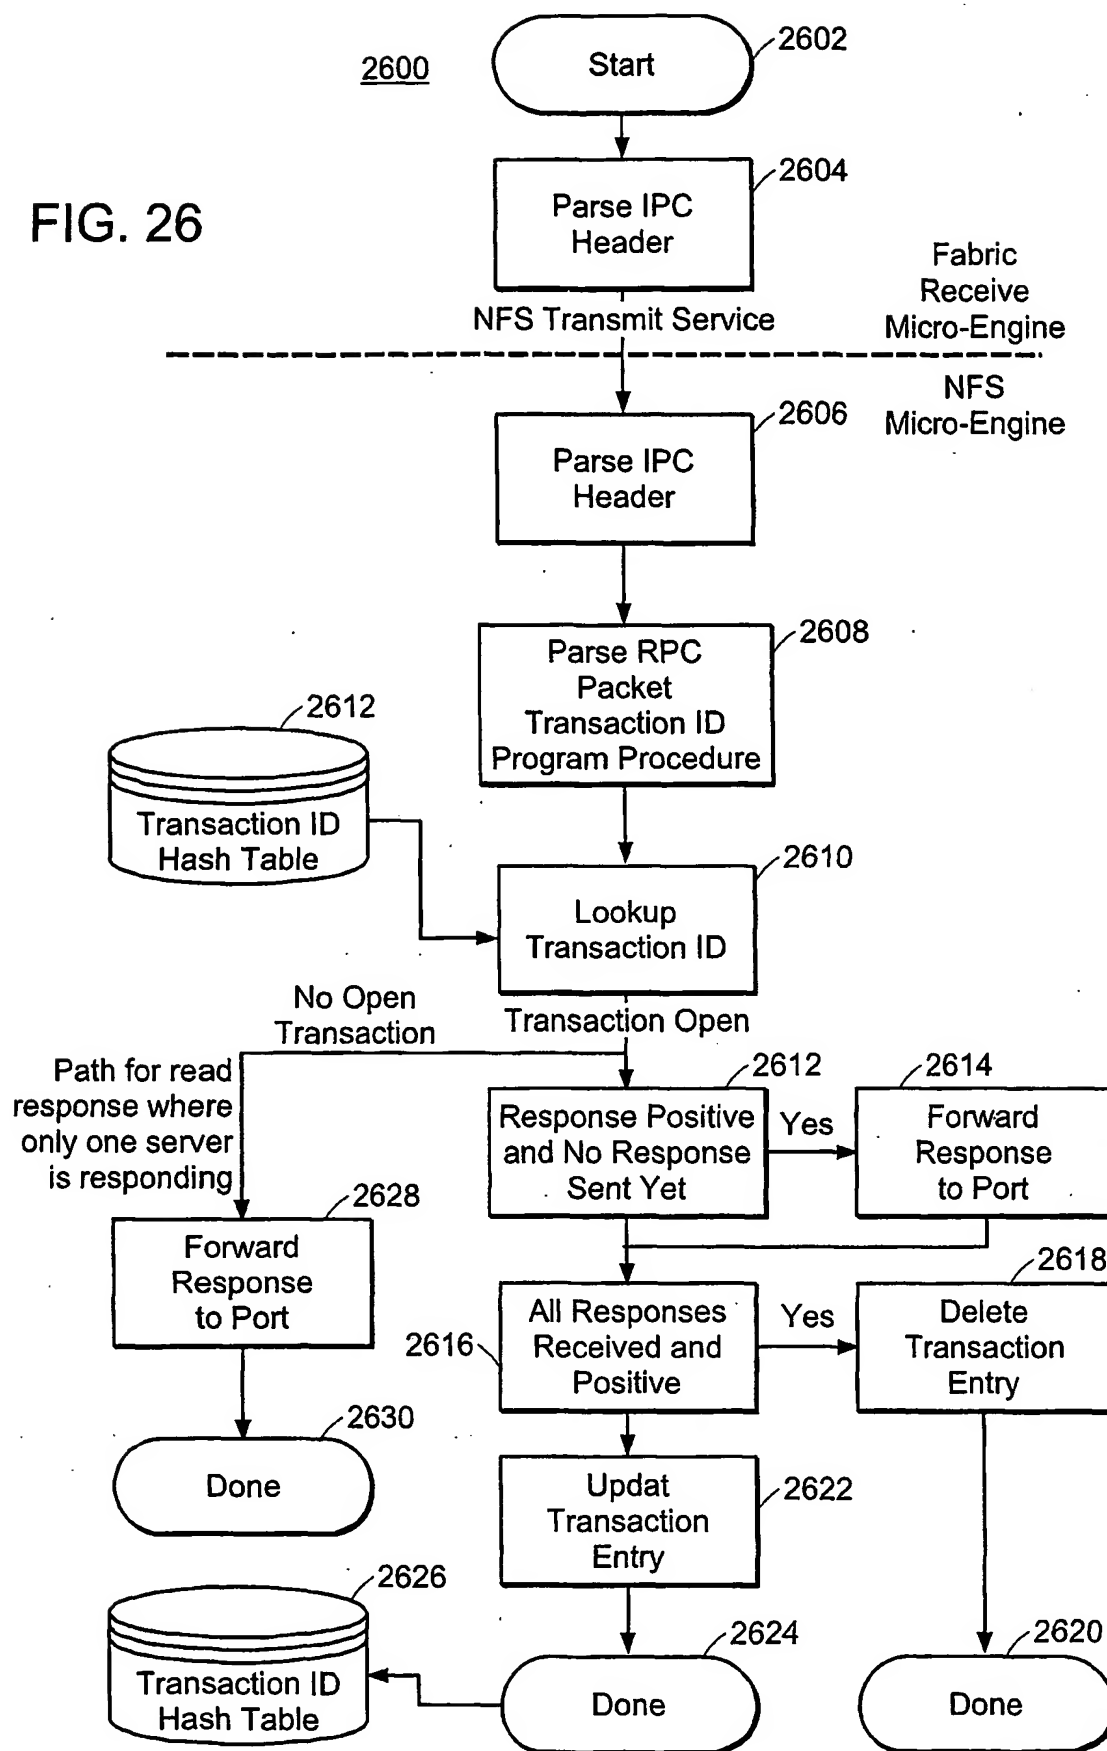 2600
Start
2602
FIG. 26
Parse IPC
Header
2604
Fabric
Receive
Micro-Engine
NFS Transmit Service
NFS
Micro-Engine
Parse IPC
Header
2606
Parse RPC
Packet
Transaction ID
Program Procedure
2608
2612
Transaction ID
Hash Table
Lookup
Transaction ID
2610
No Open
Transaction
Transaction Open
Path for read
response where
only one server
is responding
2612
Response Positive
and No Response
Sent Yet
Yes
2614
Forward
Response
to Port
2628
Forward
Response
to Port
2616
All Responses
Received and
Positive
Yes
2618
Delete
Transaction
Entry
2630
Done
Updat
Transaction
Entry
2622
2626
Transaction ID
Hash Table
2624
Done
2620
Done